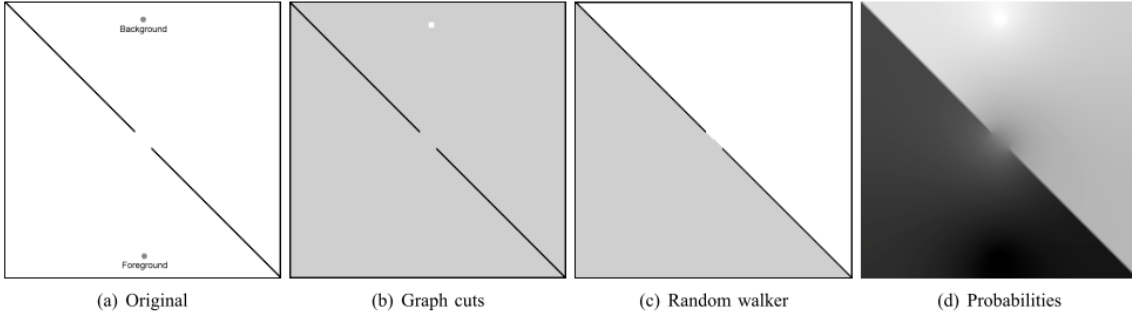 Background
Foreground
(a) Original
(b) Graph cuts
(c) Random walker
(d) Probabilities